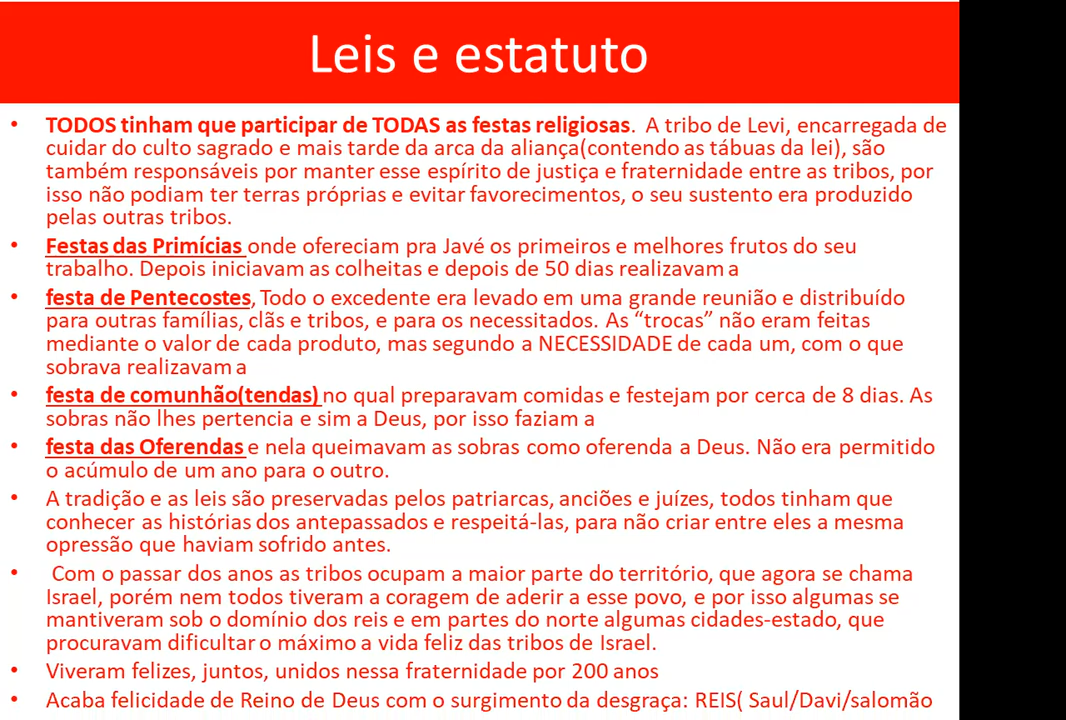 Leis e estatuto
• TODOS tinham que participar de TODAS as festas religiosas. A tribo de Levi, encarregada de
cuidar do culto sagrado e mais tarde da arca da aliança(contendo as tábuas da lei), são
também responsáveis por manter esse espírito de justiça e fraternidade entre as tribos, por
isso não podiam ter terras próprias e evitar favorecimentos, o seu sustento era produzido
pelas outras tribos.
• Festas das Primícias onde ofereciam pra Javé os primeiros e melhores frutos do seu
trabalho. Depois iniciavam as colheitas e depois de 50 dias realizavam a
• festa de Pentecostes, Todo o excedente era levado em uma grande reunião e distribuído
para outras famílias, clãs e tribos, e para os necessitados. As “trocas” não eram feitas
mediante o valor de cada produto, mas segundo a NECESSIDADE de cada um, com o que
sobrava realizavam a
• festa de comunhão(tendas) no qual preparavam comidas e festejam por cerca de 8 dias. As
sobras não lhes pertencia e sim a Deus, por isso faziam a
• festa das Oferendas e nela queimavam as sobras como oferenda a Deus. Não era permitido
o acúmulo de um ano para o outro.
• A tradição e as leis são preservadas pelos patriarcas, anciões e juízes, todos tinham que
conhecer as histórias dos antepassados e respeitá-las, para não criar entre eles a mesma
opressão que haviam sofrido antes.
• Com o passar dos anos as tribos ocupam a maior parte do território, que agora se chama
Israel, porém nem todos tiveram a coragem de aderir a esse povo, e por isso algumas se
mantiveram sob o domínio dos reis e em partes do norte algumas cidades-estado, que
procuravam dificultar o máximo a vida feliz das tribos de Israel.
• Viveram felizes, juntos, unidos nessa fraternidade por 200 anos
• Acaba felicidade de Reino de Deus com o surgimento da desgraça: REIS( Saul/Davi/salomão